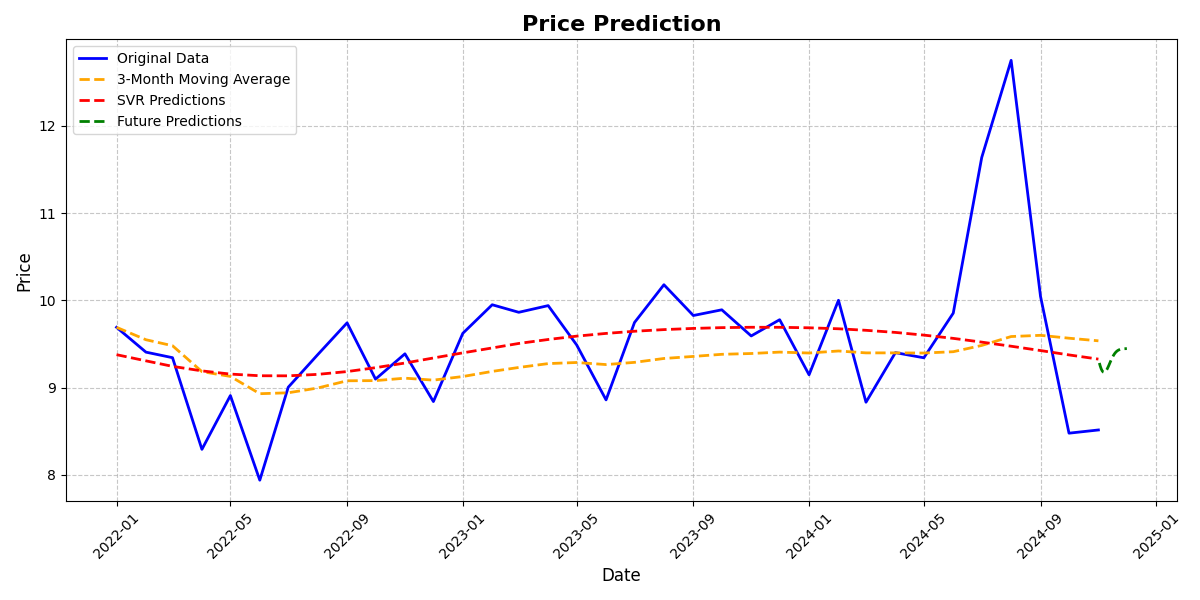 Price Prediction
Original Data
3-Month Moving Average
SVR Predictions
Future Predictions
Price
12
11
10
9
8
2022-01
2022-05
2022-09
2023-01
2023-05
2023-09
2024-01
2024-05
2024-09
2025-01
Date